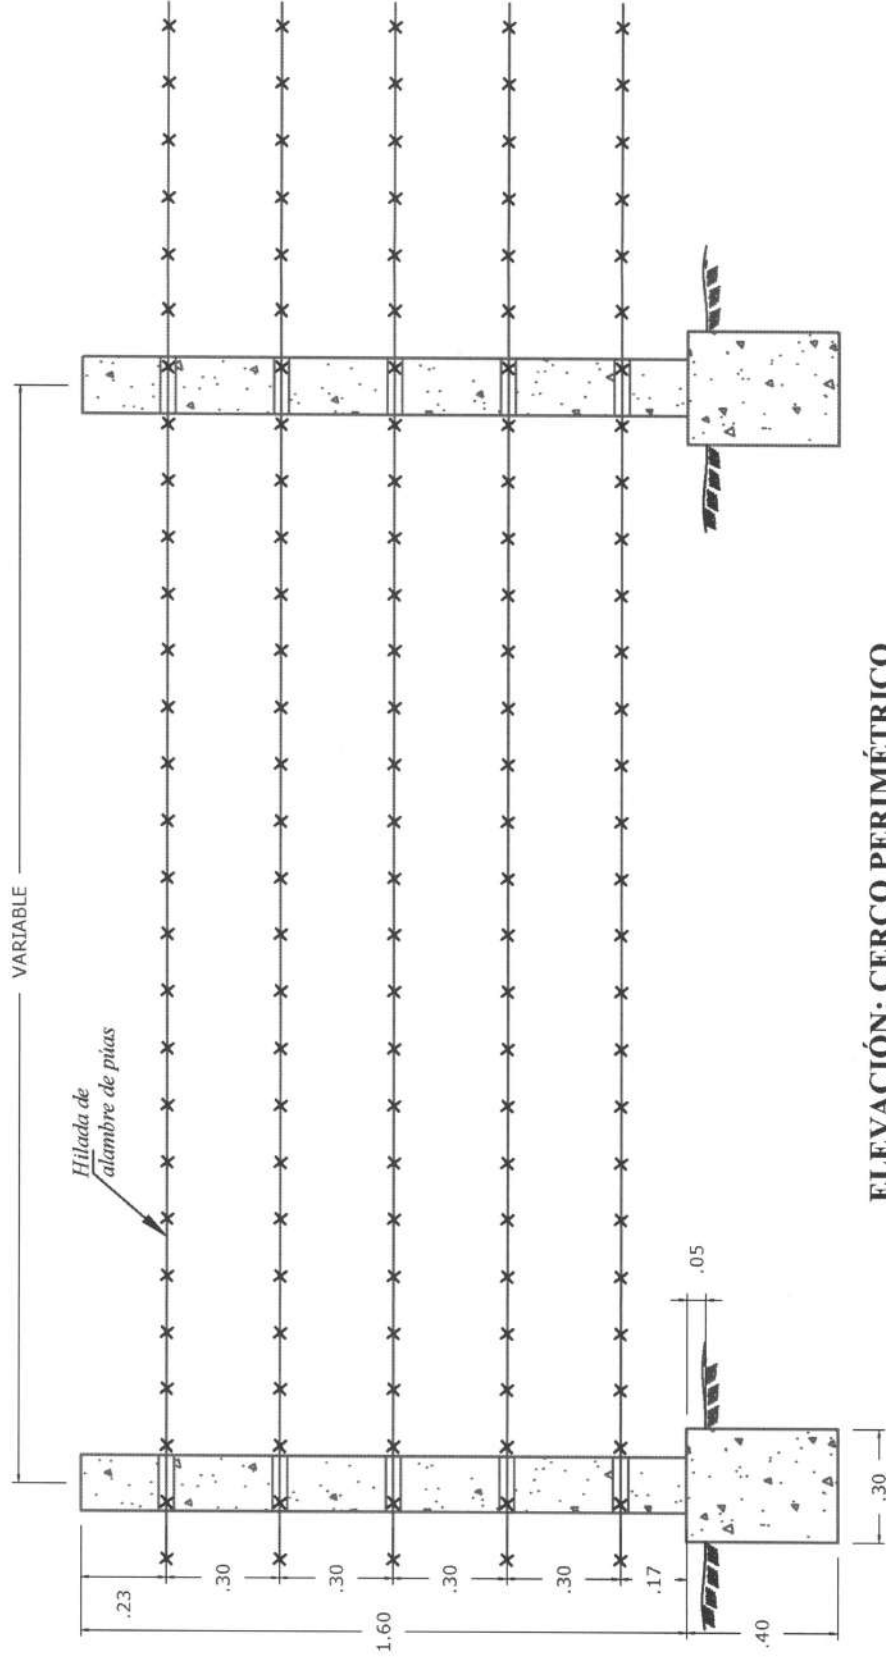 VARIABLE
Hilada de
alambre de púas
.23
.30
.30
.30
.30
.17
1.60
.40
.05
.30
ELEVACIÓN: CERCO PERIMÉTRICO